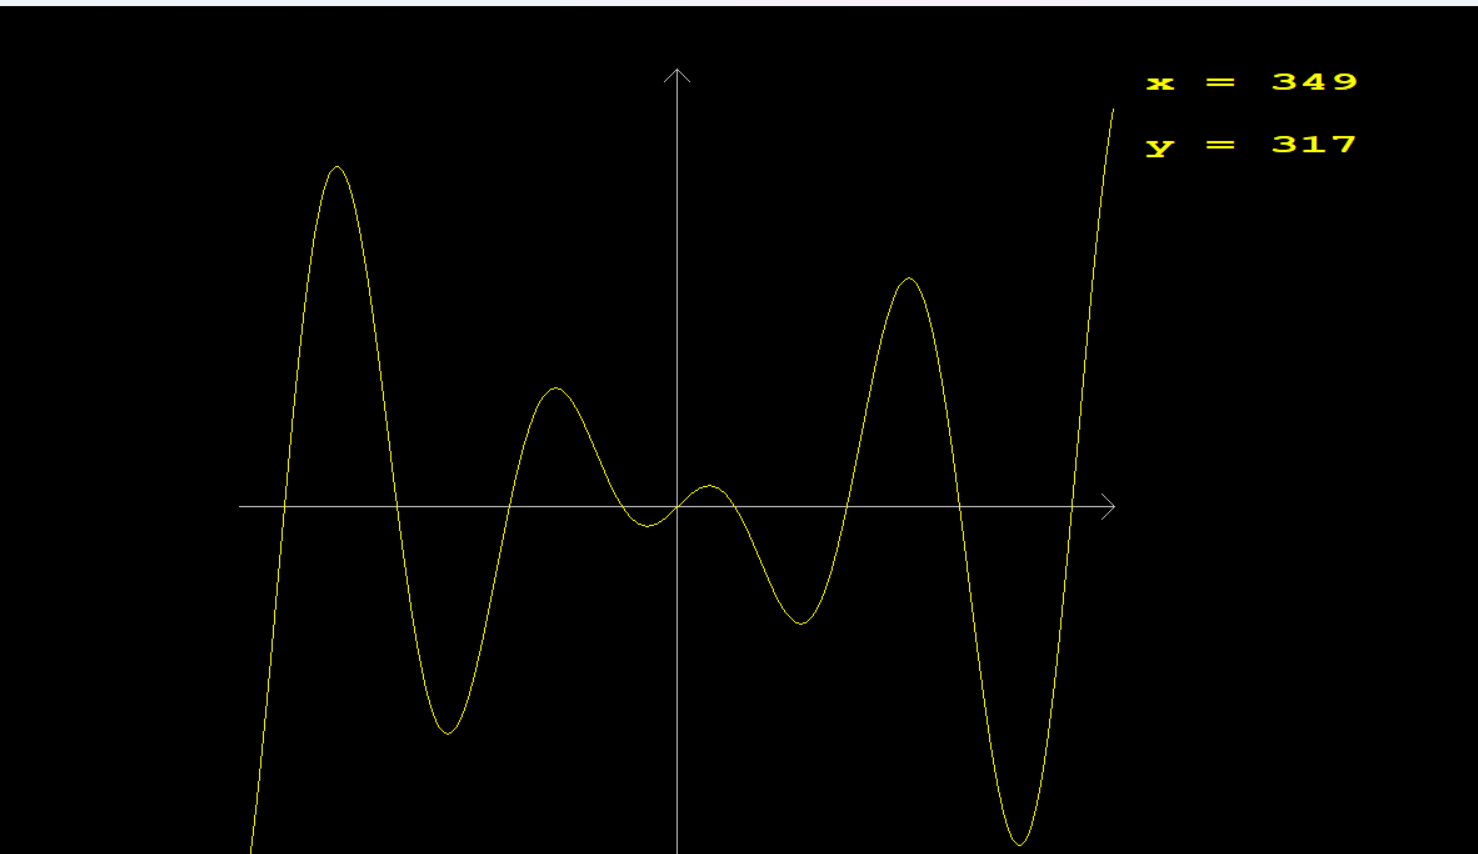 x = 349
y = 317